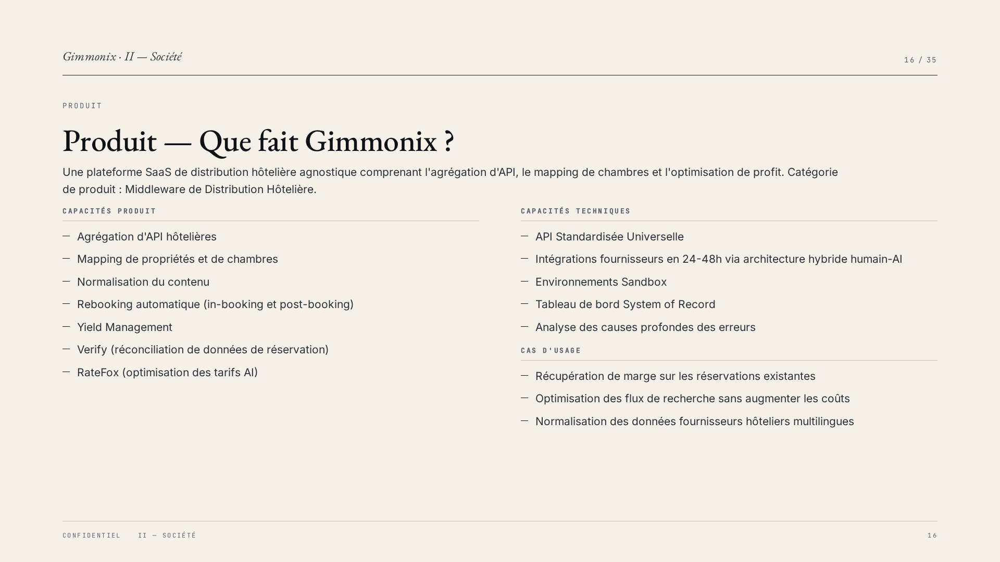 Gimmonix · II — Société
16 / 35
PRODUIT
Produit — Que fait Gimmonix ?
Une plateforme SaaS de distribution hôtelière agnostique comprenant l'agrégation d'API, le mapping de chambres et l'optimisation de profit. Catégorie
de produit : Middleware de Distribution Hôtelière.
CAPACITÉS PRODUIT
— Agrégation d'API hôtelières
— Mapping de propriétés et de chambres
— Normalisation du contenu
— Rebooking automatique (in-booking et post-booking)
— Yield Management
— Verify (réconciliation de données de réservation)
— RateFox (optimisation des tarifs AI)
CAPACITÉS TECHNIQUES
— API Standardisée Universelle
— Intégrations fournisseurs en 24-48h via architecture hybride humain-AI
— Environnements Sandbox
— Tableau de bord System of Record
— Analyse des causes profondes des erreurs
CAS D'USAGE
— Récupération de marge sur les réservations existantes
— Optimisation des flux de recherche sans augmenter les coûts
— Normalisation des données fournisseurs hôteliers multilingues
CONFIDENTIEL II — SOCIÉTÉ
16